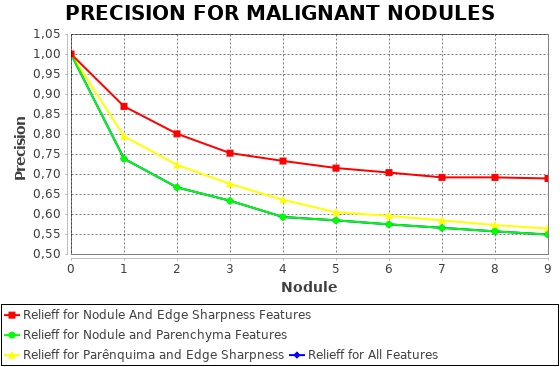 PRECISION FOR MALIGNANT NODULES
Precision
1,05
1,00
0,95
0,90
0,85
0,80
0,75
0,70
0,65
0,60
0,55
0,50
0 1 2 3 4 5 6 7 8 9
Nodule
Relieff for Nodule And Edge Sharpness Features
Relieff for Nodule and Parenchyma Features
Relieff for Parênquima and Edge Sharpness Relieff for All Features